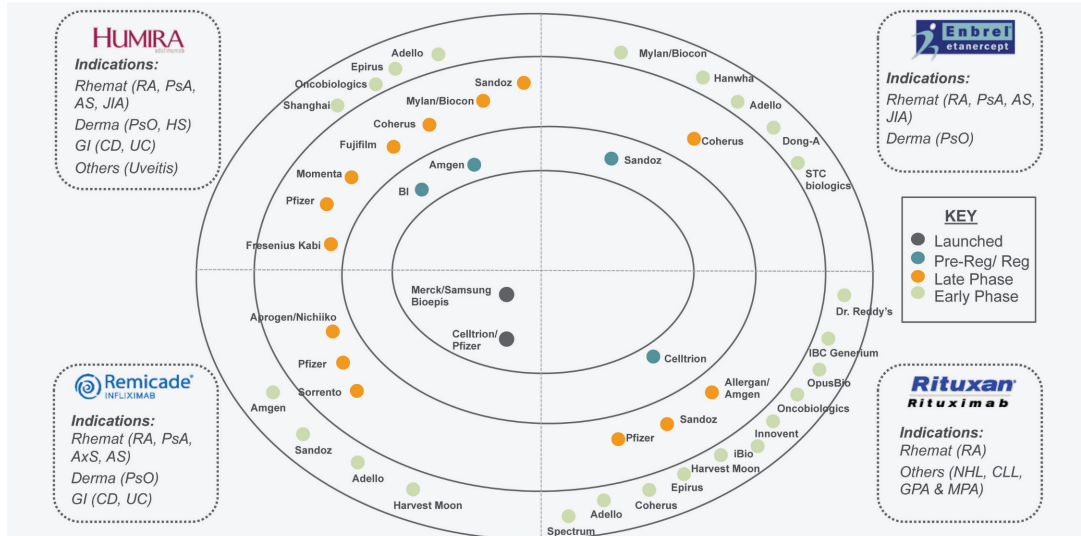 HUMIRA
adalimumab
Indications:
Rhemat (RA, PsA,
AS, JIA)
Derma (PsO, HS)
GI (CD, UC)
Others (Uveitis)
Enbrel®
etanercept
Indications:
Rhemat (RA, PsA, AS,
JIA)
Derma (PsO)
Adello
Epirus
Oncobiologics
Shanghai
Sandoz
Mylan/Biocon
Coherus
Fujifilm
Momenta
Pfizer
Fresenius Kabi
Amgen
BI
Mylan/Biocon
Hanwha
Adello
Dong-A
STC
biologics
Coherus
Sandoz
KEY
Launched
Pre-Reg/ Reg
Late Phase
Early Phase
Merck/Samsung
Bioepis
Celltrion/
Pfizer
Aprogen/Nichiiko
Pfizer
Sorrento
Amgen
Sandoz
Adello
Harvest Moon
Celltrion
Allergan/
Amgen
Sandoz
Pfizer
Dr. Reddy's
IBC Generium
OpusBio
Oncobiologics
Innovent
iBio
Harvest Moon
Epirus
Coherus
Adello
Spectrum
Remicade®
INFLIXIMAB
Indications:
Rhemat (RA, PsA,
AxS, AS)
Derma (PsO)
GI (CD, UC)
Rituxan®
Rituximab
Indications:
Rhemat (RA)
Others (NHL, CLL,
GPA & MPA)